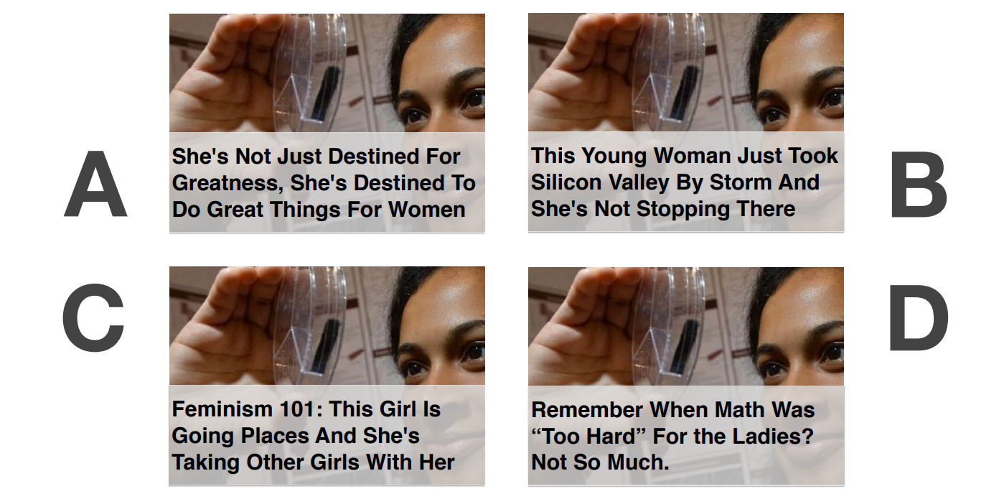 A
She's Not Just Destined For
Greatness, She's Destined To
Do Great Things For Women
This Young Woman Just Took
Silicon Valley By Storm And
She's Not Stopping There
B
C
Feminism 101: This Girl Is
Going Places And She's
Taking Other Girls With Her
Remember When Math Was
“Too Hard” For the Ladies?
Not So Much.
D